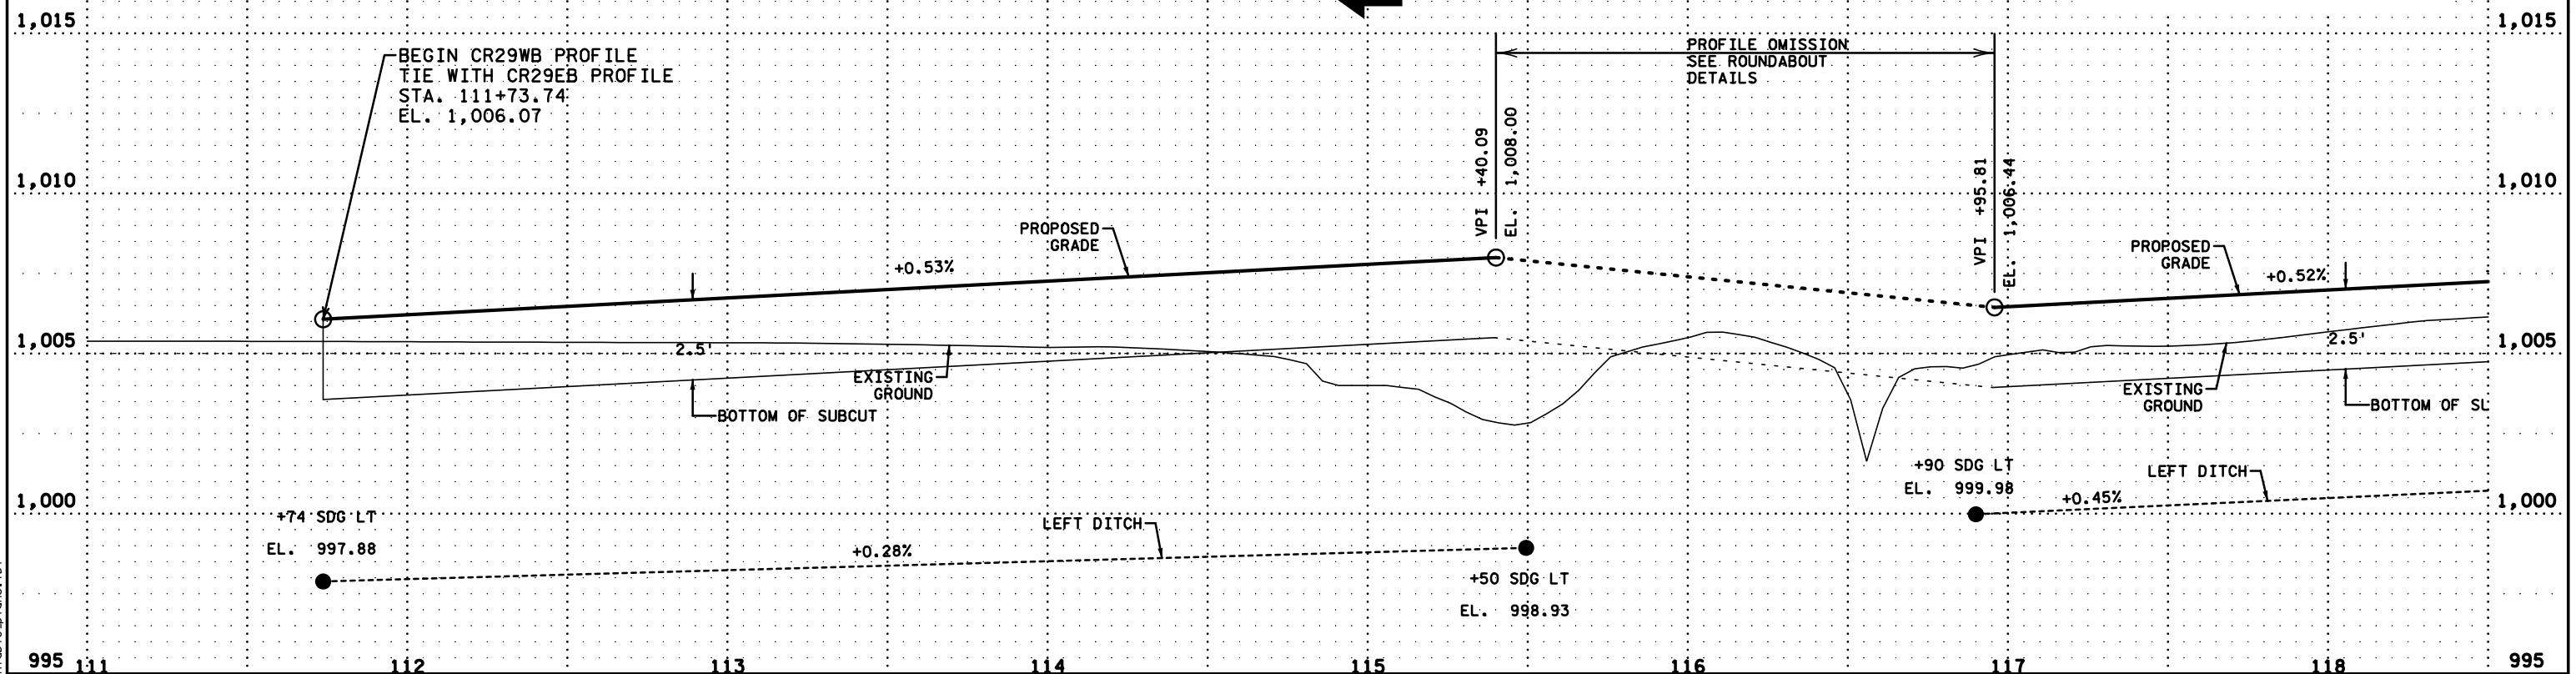 1,015
1,015
BEGIN CR29WB PROFILE
TIE WITH CR29EB PROFILE
STA. 111+73.74
EL. 1,006.07
PROFILE OMISSION
SEE ROUNDABOUT
DETAILS
VPI +40.09
EL. 1,008.00
VPI +95.81
EL. 1,006.44
1,010
1,010
PROPOSED
GRADE
+0.53%
PROPOSED
GRADE
+0.52%
1,005
1,005
2.5'
2.5'
EXISTING
GROUND
BOTTOM OF SUBCUT
EXISTING
GROUND
BOTTOM OF SU
+90 SDG LT
EL. 999.98
LEFT DITCH
+0.45%
1,000
1,000
+74 SDG LT
EL. 997.88
LEFT DITCH
+0.28%
+50 SDG LT
EL. 998.93
995
111
112
113
114
115
116
117
118
995